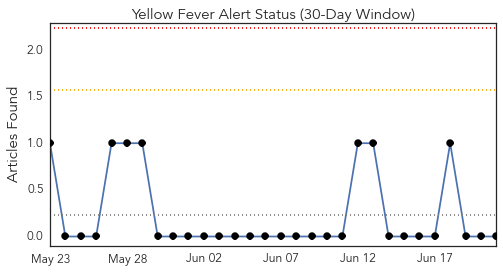 Yellow Fever Alert Status (30-Day Window)
Articles Found
2.0
1.5
1.0
0.5
0.0
May 23
May 28
Jun 02
Jun 07
Jun 12
Jun 17